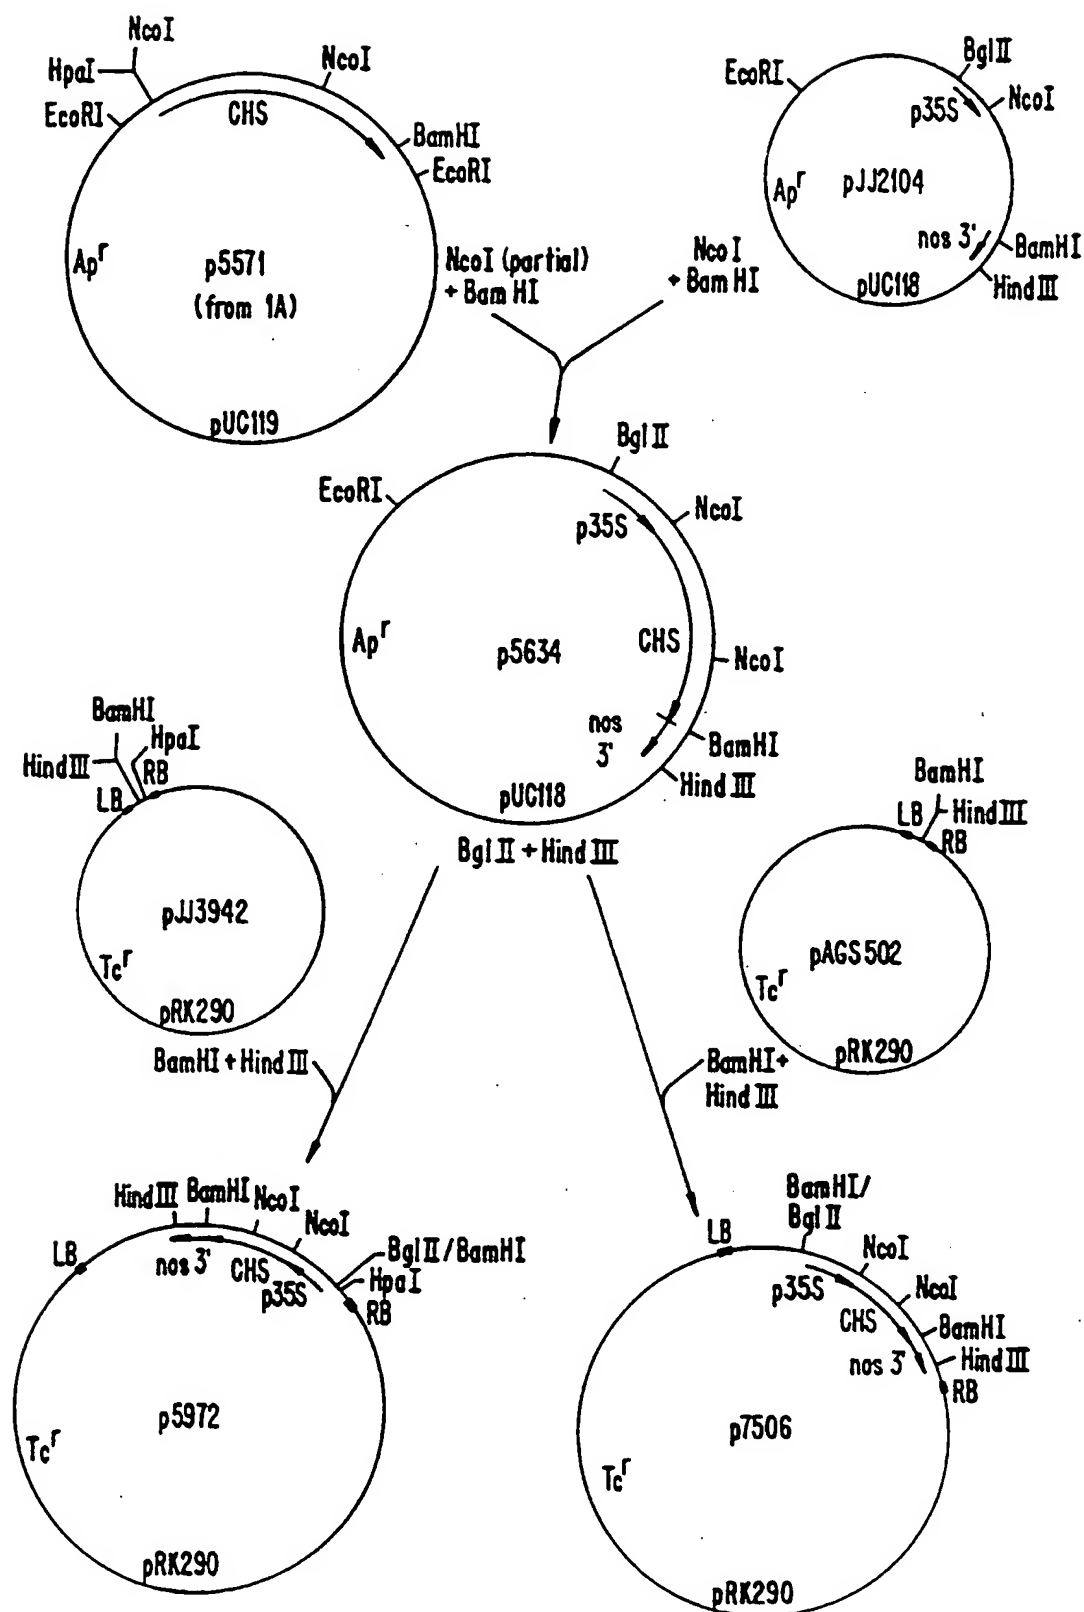 NcoI
HpaI
NcoI
EcoRI
CHS
BamHI
EcoRI
Apʳ
p5571
(from 1A)
pUC119
NcoI (partial)
+ Bam HI
BglII
EcoRI
NcoI
p35S
Apʳ
pJJ2104
nos 3'
BamHI
HindIII
pUC118
NcoI
+ Bam HI
BglII
EcoRI
NcoI
p35S
Apʳ
p5634
CHS
NcoI
nos
3'
BamHI
HindIII
pUC118
BglII + HindIII
BamHI
HpaI
HindIII
RB
LB
pJJ3942
Tcʳ
pRK290
BamHI + HindIII
BamHI
LB
HindIII
RB
pAGS502
Tcʳ
pRK290
BamHI +
HindIII
HindIII
BamHI
NcoI
NcoI
LB
nos 3'
CHS
p35S
BglII/BamHI
HpaI
RB
p5972
Tcʳ
pRK290
BamHI/
BglII
LB
NcoI
p35S
NcoI
CHS
BamHI
nos 3'
HindIII
RB
p7506
Tcʳ
pRK290